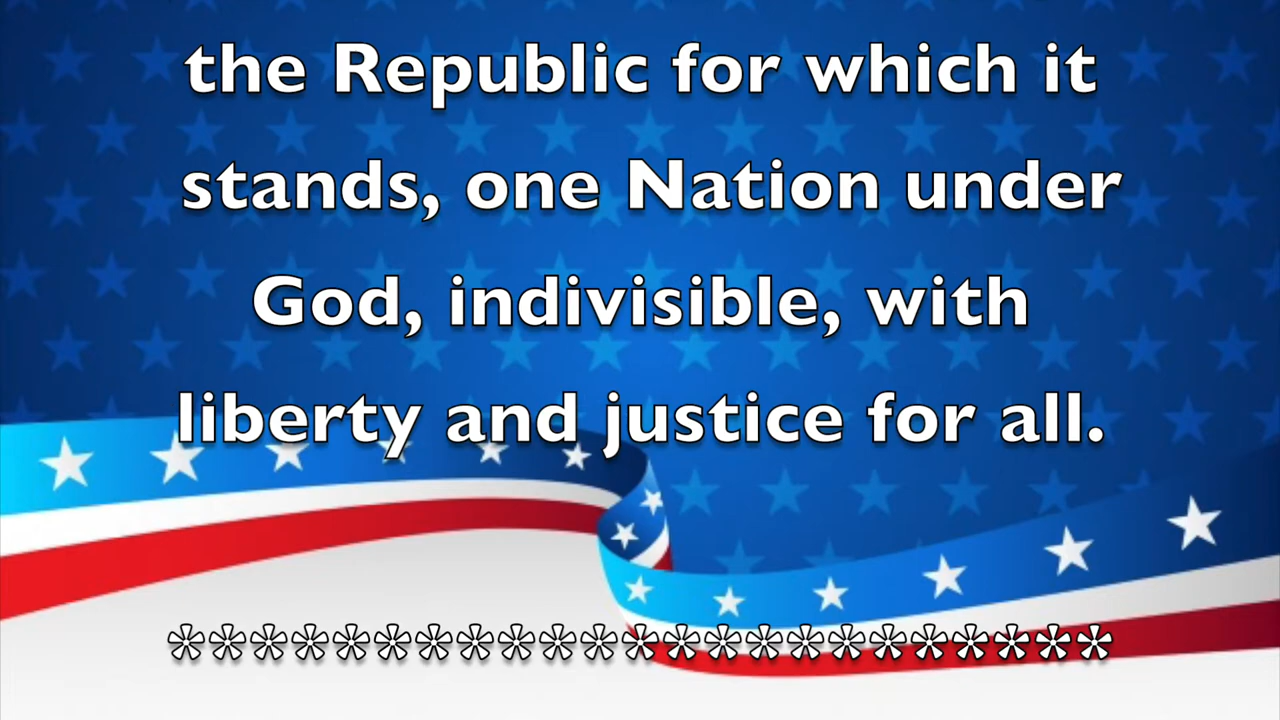 the Republic for which it
stands, one Nation under
God, indivisible, with
liberty and justice for all.
***********************